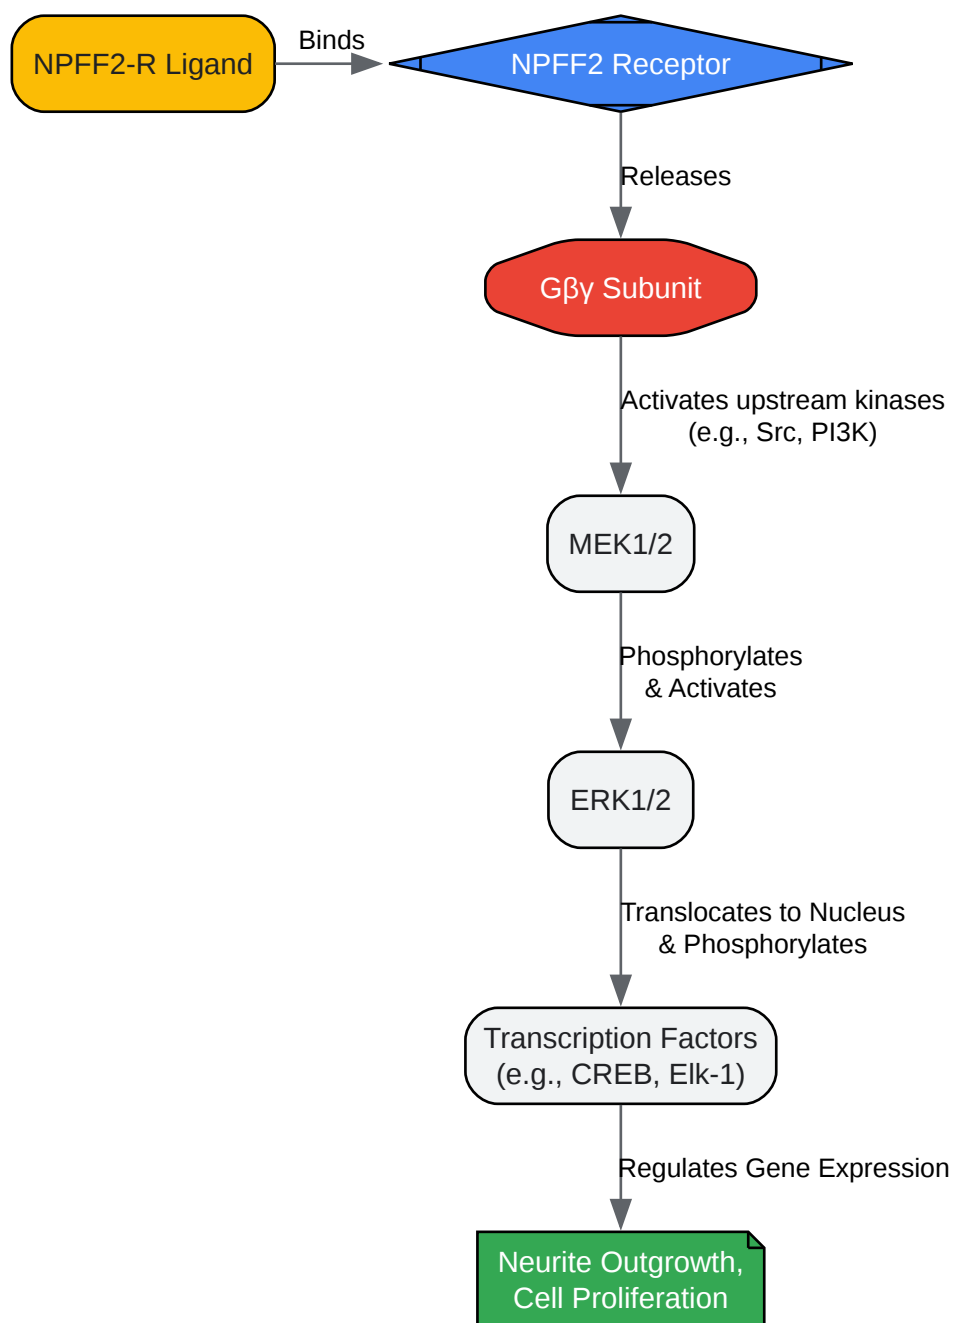 NPFF2-R Ligand
Binds
NPFF2 Receptor
Releases
Gβγ Subunit
Activates upstream kinases
(e.g., Src, PI3K)
MEK1/2
Phosphorylates
& Activates
ERK1/2
Translocates to Nucleus
& Phosphorylates
Transcription Factors
(e.g., CREB, Elk-1)
Regulates Gene Expression
Neurite Outgrowth,
Cell Proliferation